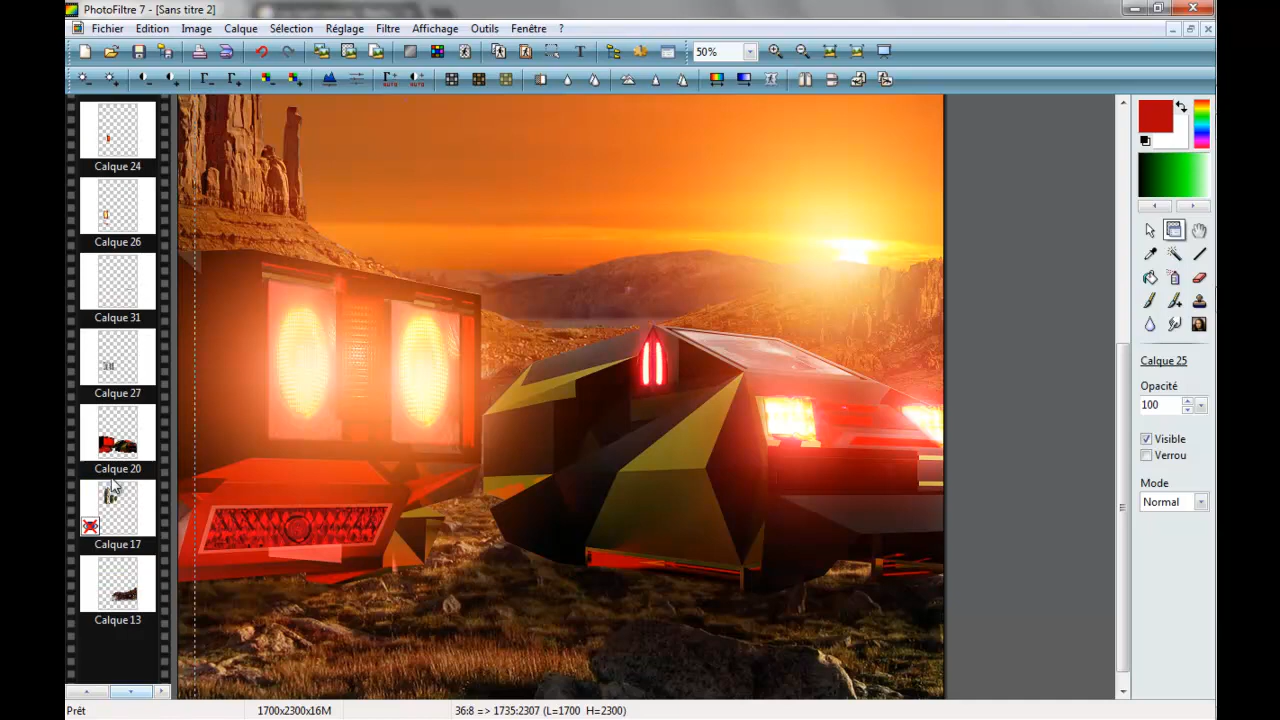 PhotoFiltre 7 - [Sans titre 2]
Fichier Edition Image Calque Sélection Réglage Filtre Affichage Outils Fenêtre ?
50%
Calque 24
Calque 26
Calque 31
Calque 27
Calque 20
Calque 17
Calque 13
Calque 25
Opacité
100
Visible
Verrou
Mode
Normal
Prêt 1700x2300x16M 36:8 => 1735:2307 (L=1700 H=2300)